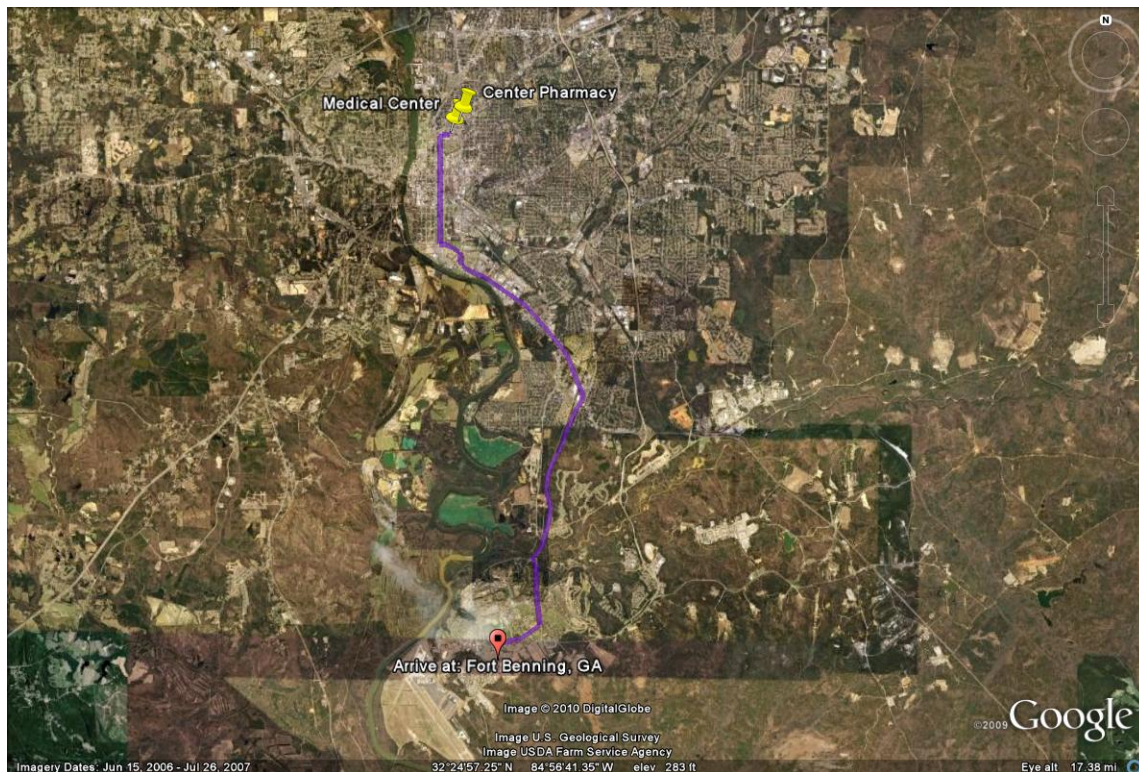 N
Center Pharmacy
Medical Center
Arrive at: Fort Benning, GA
Image © 2010 DigitalGlobe
©2009 Google
Image U.S. Geological Survey
Image USDA Farm Service Agency
Imagery Dates: Jun 15, 2006 - Jul 26, 2007 32°24'57.25" N 84°56'41.35" W elev 283 ft Eye alt 17.38 mi